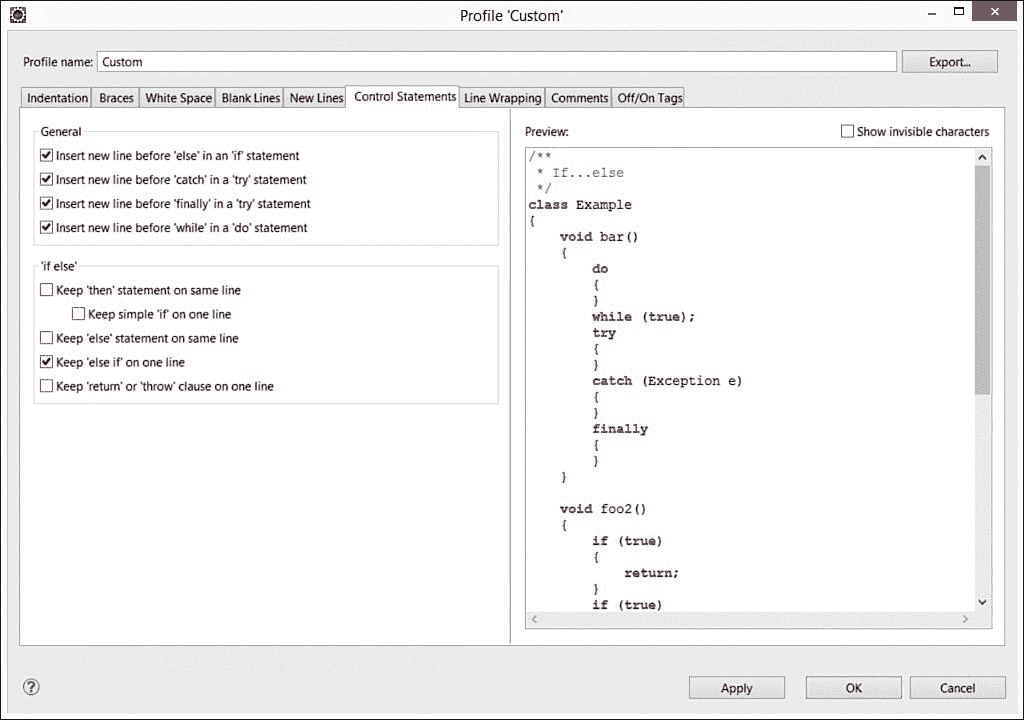 Profile 'Custom'
Profile name: Custom Export...
Indentation Braces White Space Blank Lines New Lines Control Statements Line Wrapping Comments Off/On Tags
General
Insert new line before 'else' in an 'if' statement
Insert new line before 'catch' in a 'try' statement
Insert new line before 'finally' in a 'try' statement
Insert new line before 'while' in a 'do' statement
'if else'
Keep 'then' statement on same line
Keep simple 'if' on one line
Keep 'else' statement on same line
Keep 'else if' on one line
Keep 'return' or 'throw' clause on one line
Preview: Show invisible characters
/**
 * If...else
 */
class Example
{
    void bar()
    {
        do
        {
        }
        while (true);
        try
        {
        }
        catch (Exception e)
        {
        }
        finally
        {
        }
    }

    void foo2()
    {
        if (true)
        {
            return;
        }
        if (true)
? Apply OK Cancel